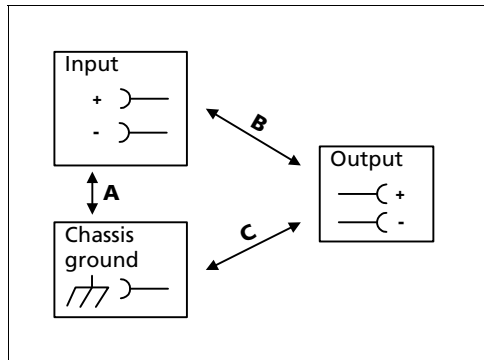 Input
+
-
B
Output
+
-
A
Chassis
ground
C